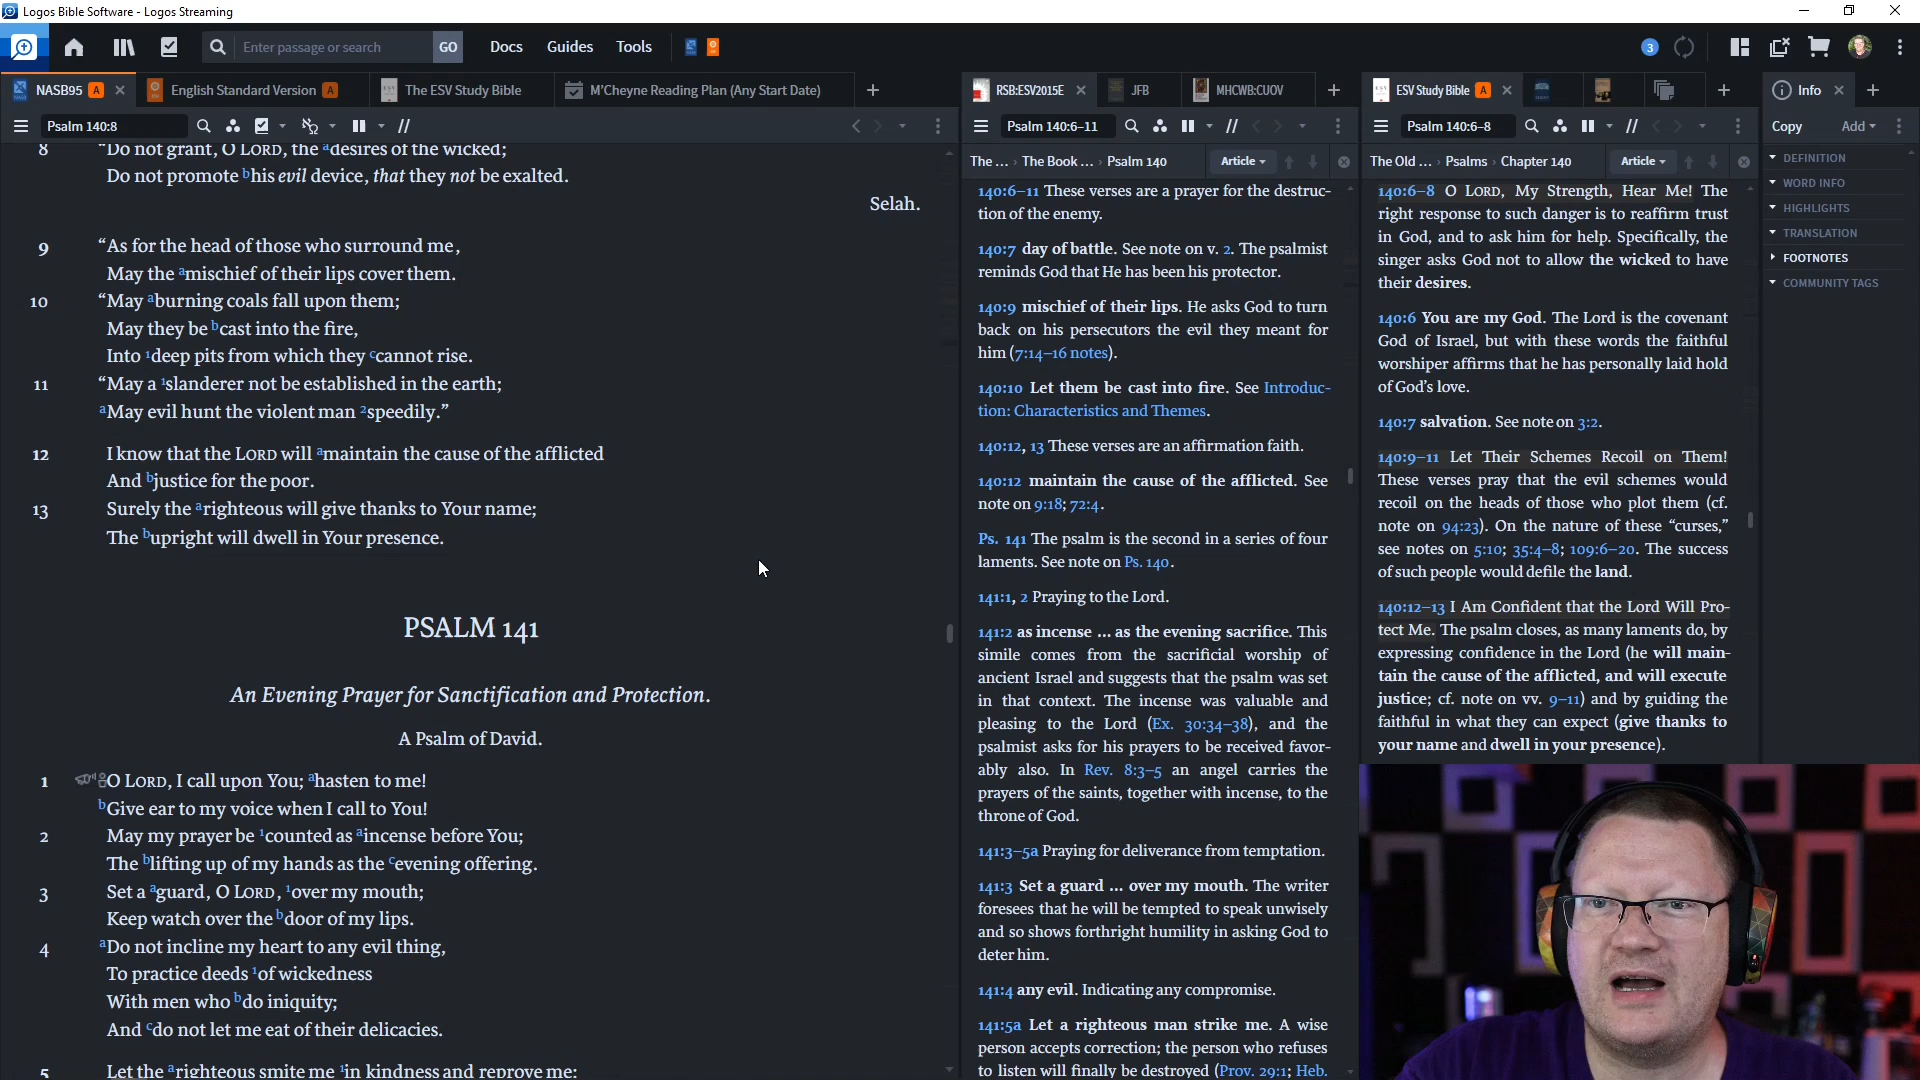 Logos Bible Software - Logos Streaming
Enter passage or search
GO
Docs
Guides
Tools
3
NASB95 A
English Standard Version A
The ESV Study Bible
M'Cheyne Reading Plan (Any Start Date)
Psalm 140:8
8 “Do not grant, O LORD, the ᵃdesires of the wicked;
Do not promote ᵇhis evil device, that they not be exalted.
Selah.
9 “As for the head of those who surround me,
May the ᵃmischief of their lips cover them.
10 “May ᵃburning coals fall upon them;
May they be ᵇcast into the fire,
Into ¹deep pits from which they ᶜcannot rise.
11 “May a ¹slanderer not be established in the earth;
ᵃMay evil hunt the violent man ²speedily.”
12 I know that the LORD will ᵃmaintain the cause of the afflicted
And ᵇjustice for the poor.
13 Surely the ᵃrighteous will give thanks to Your name;
The ᵇupright will dwell in Your presence.
PSALM 141
An Evening Prayer for Sanctification and Protection.
A Psalm of David.
1 O LORD, I call upon You; ᵃhasten to me!
ᵇGive ear to my voice when I call to You!
2 May my prayer be ¹counted as ᵃincense before You;
The ᵇlifting up of my hands as the ᶜevening offering.
3 Set a ᵃguard, O LORD, ¹over my mouth;
Keep watch over the ᵇdoor of my lips.
4 ᵃDo not incline my heart to any evil thing,
To practice deeds ¹of wickedness
With men who ᵇdo iniquity;
And ᶜdo not let me eat of their delicacies.
5 Let the ᵃrighteous smite me ¹in kindness and reprove me;
RSB:ESV2015E
JFB
MHCWB:CUOV
Psalm 140:6–11
The ... › The Book ... › Psalm 140
Article
140:6–11 These verses are a prayer for the destruc-
tion of the enemy.
140:7 day of battle. See note on v. 2. The psalmist
reminds God that He has been his protector.
140:9 mischief of their lips. He asks God to turn
back on his persecutors the evil they meant for
him (7:14–16 notes).
140:10 Let them be cast into fire. See Introduc-
tion: Characteristics and Themes.
140:12, 13 These verses are an affirmation faith.
140:12 maintain the cause of the afflicted. See
note on 9:18; 72:4.
Ps. 141 The psalm is the second in a series of four
laments. See note on Ps. 140.
141:1, 2 Praying to the Lord.
141:2 as incense ... as the evening sacrifice. This
simile comes from the sacrificial worship of
ancient Israel and suggests that the psalm was set
in that context. The incense was valuable and
pleasing to the Lord (Ex. 30:34–38), and the
psalmist asks for his prayers to be received favor-
ably also. In Rev. 8:3–5 an angel carries the
prayers of the saints, together with incense, to the
throne of God.
141:3–5a Praying for deliverance from temptation.
141:3 Set a guard ... over my mouth. The writer
foresees that he will be tempted to speak unwisely
and so shows forthright humility in asking God to
deter him.
141:4 any evil. Indicating any compromise.
141:5a Let a righteous man strike me. A wise
person accepts correction; the person who refuses
to listen will finally be destroyed (Prov. 29:1; Heb.
ESV Study Bible A
Psalm 140:6–8
The Old ... › Psalms › Chapter 140
Article
140:6–8 O LORD, My Strength, Hear Me! The
right response to such danger is to reaffirm trust
in God, and to ask him for help. Specifically, the
singer asks God not to allow the wicked to have
their desires.
140:6 You are my God. The Lord is the covenant
God of Israel, but with these words the faithful
worshiper affirms that he has personally laid hold
of God’s love.
140:7 salvation. See note on 3:2.
140:9–11 Let Their Schemes Recoil on Them!
These verses pray that the evil schemes would
recoil on the heads of those who plot them (cf.
note on 94:23). On the nature of these “curses,”
see notes on 5:10; 35:4–8; 109:6–20. The success
of such people would defile the land.
140:12–13 I Am Confident that the Lord Will Pro-
tect Me. The psalm closes, as many laments do, by
expressing confidence in the Lord (he will main-
tain the cause of the afflicted, and will execute
justice; cf. note on vv. 9–11) and by guiding the
faithful in what they can expect (give thanks to
your name and dwell in your presence).
Info
Copy
Add
DEFINITION
WORD INFO
HIGHLIGHTS
TRANSLATION
FOOTNOTES
COMMUNITY TAGS